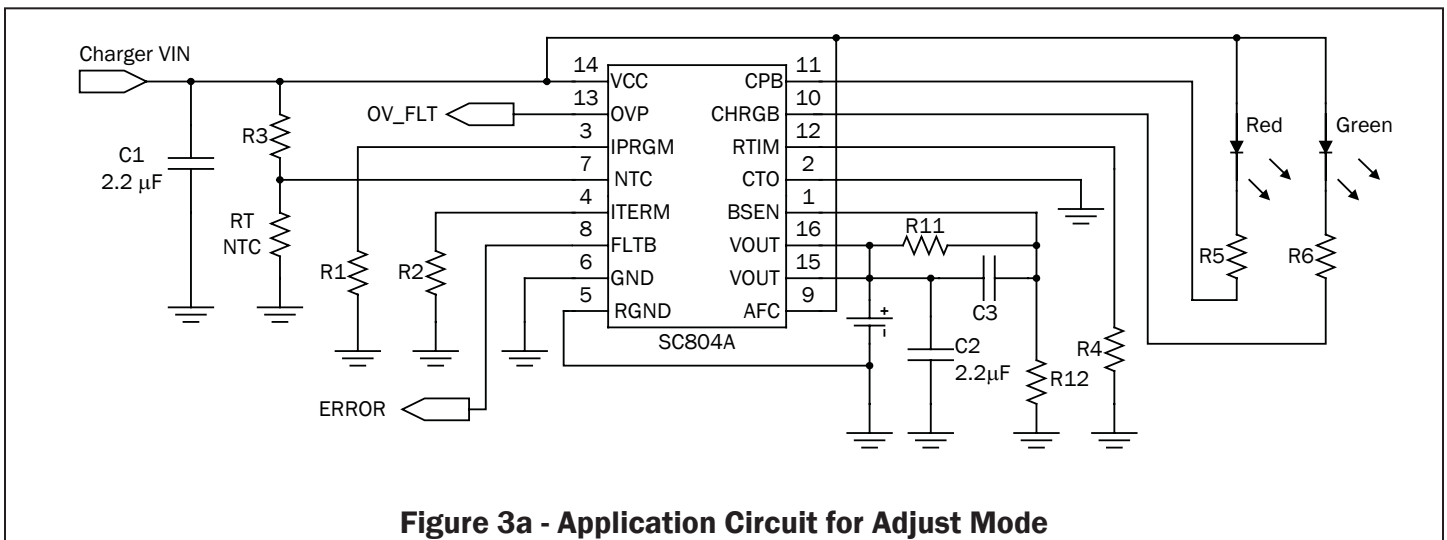 Charger VIN
14 VCC CPB 11
OV_FLT 13 OVP CHRGB 10
R3 3 IPRGM RTIM 12 Red Green
C1 7 NTC CTO 2
2.2 μF
RT 4 ITERM BSEN 1
NTC 8 FLTB VOUT 16 R11
R1 R2 6 GND VOUT 15 R5 R6
5 RGND AFC 9 C3
+
-
SC804A C2 R4
2.2μF R12
ERROR
Figure 3a - Application Circuit for Adjust Mode